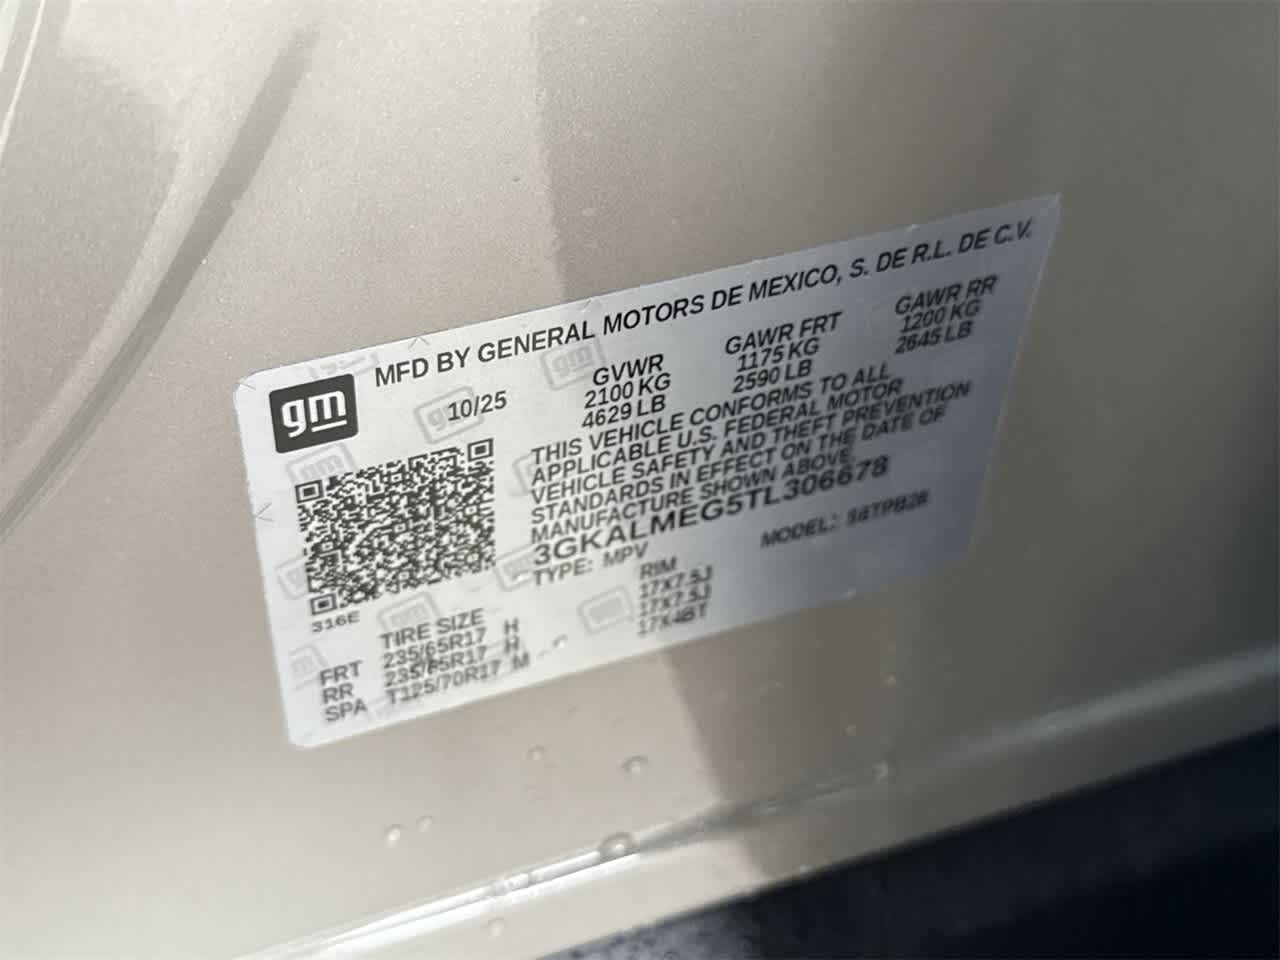 gm
MFD BY GENERAL MOTORS DE MEXICO, S. DE R.L. DE C.V.
10/25
GVWR
2100 KG
4629 LB
GAWR FRT
1175 KG
2590 LB
GAWR RR
1200 KG
2645 LB
THIS VEHICLE CONFORMS TO ALL
APPLICABLE U.S. FEDERAL MOTOR
VEHICLE SAFETY AND THEFT PREVENTION
STANDARDS IN EFFECT ON THE DATE OF
MANUFACTURE SHOWN ABOVE.
3GKALMEG5TL306678
TYPE: MPV
MODEL:
316E
TIRE SIZE
RIM
FRT 235/65R17 H 17X7.5J
RR 235/65R17 H 17X7.5J
SPA T125/70R17 M 17X4BT